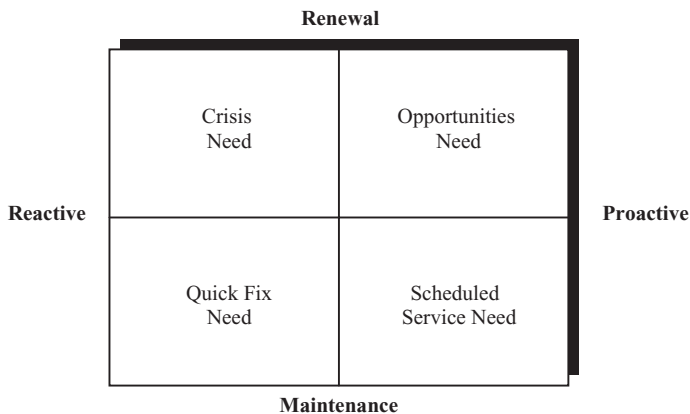 Renewal
Crisis
Need
Opportunities
Need
Reactive
Proactive
Quick Fix
Need
Scheduled
Service Need
Maintenance